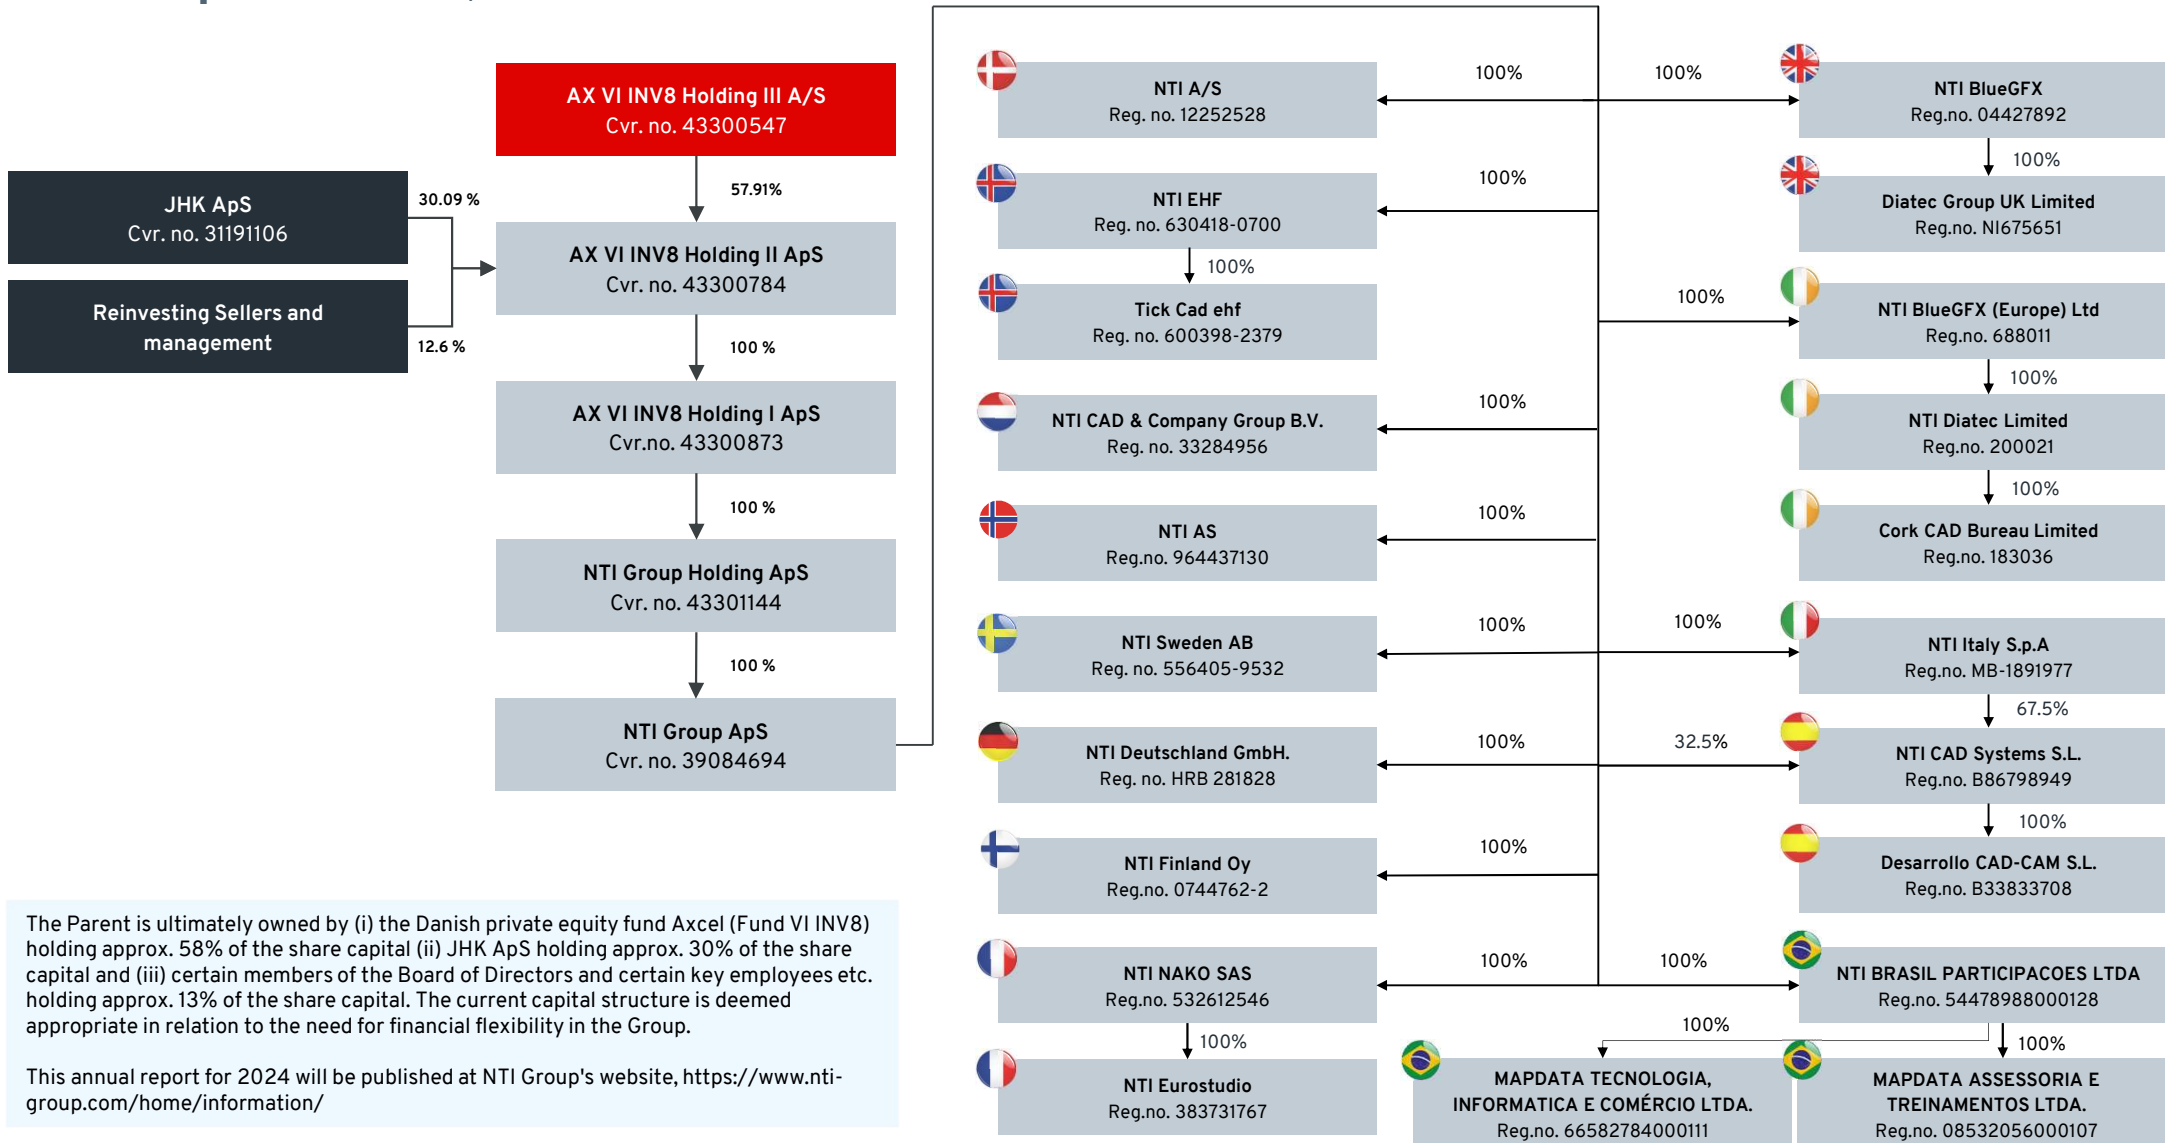 AX VI INV8 Holding III A/S
Cvr. no. 43300547
57.91%
JHK ApS
Cvr. no. 31191106
30.09 %
Reinvesting Sellers and
management
12.6 %
AX VI INV8 Holding II ApS
Cvr. no. 43300784
100 %
AX VI INV8 Holding I ApS
Cvr.no. 43300873
100 %
NTI Group Holding ApS
Cvr. no. 43301144
100 %
NTI Group ApS
Cvr. no. 39084694
The Parent is ultimately owned by (i) the Danish private equity fund Axcel (Fund VI INV8)
holding approx. 58% of the share capital (ii) JHK ApS holding approx. 30% of the share
capital and (iii) certain members of the Board of Directors and certain key employees etc.
holding approx. 13% of the share capital. The current capital structure is deemed
appropriate in relation to the need for financial flexibility in the Group.
This annual report for 2024 will be published at NTI Group's website, https://www.nti-
group.com/home/information/
100%
NTI A/S
Reg. no. 12252528
100%
NTI EHF
Reg. no. 630418-0700
100%
Tick Cad ehf
Reg. no. 600398-2379
100%
NTI CAD & Company Group B.V.
Reg. no. 33284956
100%
NTI AS
Reg.no. 964437130
100%
NTI Sweden AB
Reg. no. 556405-9532
100%
NTI Deutschland GmbH.
Reg. no. HRB 281828
100%
NTI Finland Oy
Reg.no. 0744762-2
100%
NTI NAKO SAS
Reg.no. 532612546
100%
NTI Eurostudio
Reg.no. 383731767
100%
NTI BlueGFX
Reg.no. 04427892
100%
Diatec Group UK Limited
Reg.no. NI675651
100%
NTI BlueGFX (Europe) Ltd
Reg.no. 688011
100%
NTI Diatec Limited
Reg.no. 200021
100%
Cork CAD Bureau Limited
Reg.no. 183036
100%
NTI Italy S.p.A
Reg.no. MB-1891977
67.5%
32.5%
NTI CAD Systems S.L.
Reg.no. B86798949
100%
Desarrollo CAD-CAM S.L.
Reg.no. B33833708
100%
NTI BRASIL PARTICIPACOES LTDA
Reg.no. 54478988000128
100%
MAPDATA TECNOLOGIA,
INFORMATICA E COMÉRCIO LTDA.
Reg.no. 66582784000111
100%
MAPDATA ASSESSORIA E
TREINAMENTOS LTDA.
Reg.no. 08532056000107